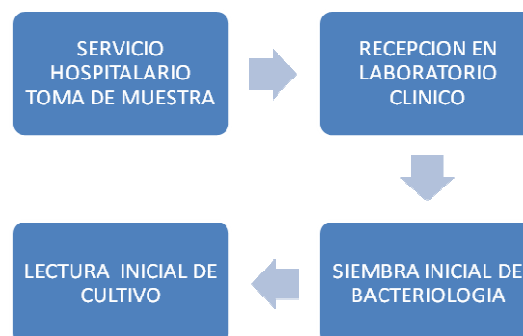 SERVICIO
HOSPITALARIO
TOMA DE MUESTRA
RECEPCION EN
LABORATORIO
CLINICO
SIEMBRA INICIAL DE
BACTERIOLOGIA
LECTURA INICIAL DE
CULTIVO